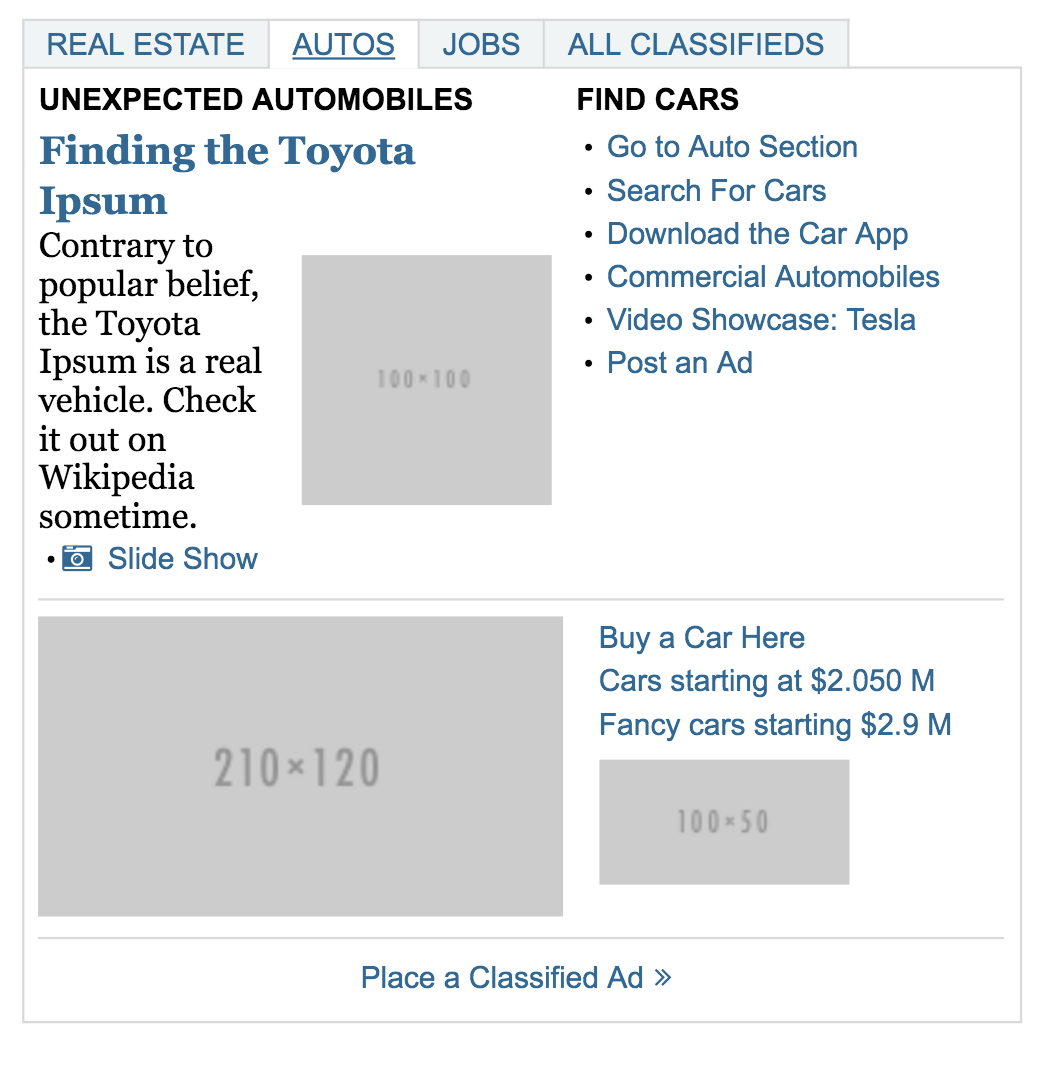 REAL ESTATE AUTOS JOBS ALL CLASSIFIEDS
UNEXPECTED AUTOMOBILES
Finding the Toyota
Ipsum
Contrary to
popular belief,
the Toyota
Ipsum is a real
vehicle. Check
it out on
Wikipedia
sometime.
100×100
• Slide Show
FIND CARS
• Go to Auto Section
• Search For Cars
• Download the Car App
• Commercial Automobiles
• Video Showcase: Tesla
• Post an Ad
210×120
Buy a Car Here
Cars starting at $2.050 M
Fancy cars starting $2.9 M
100×50
Place a Classified Ad »